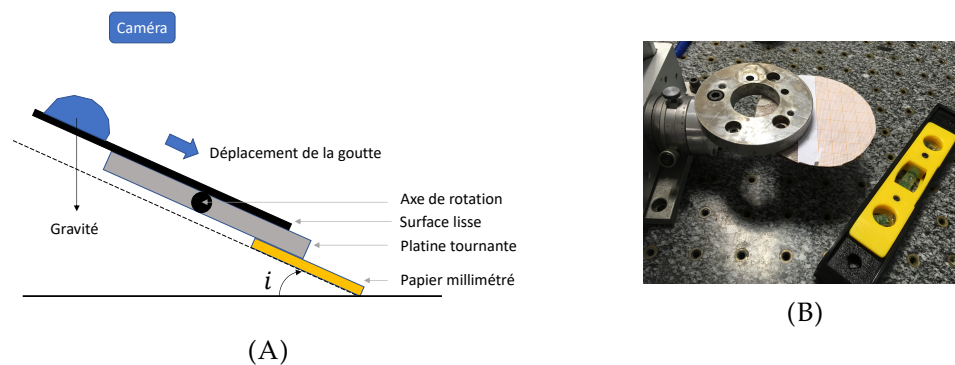 Caméra
Déplacement de la goutte
Axe de rotation
Surface lisse
Gravité
Platine tournante
i
Papier millimétré
(A)
(B)